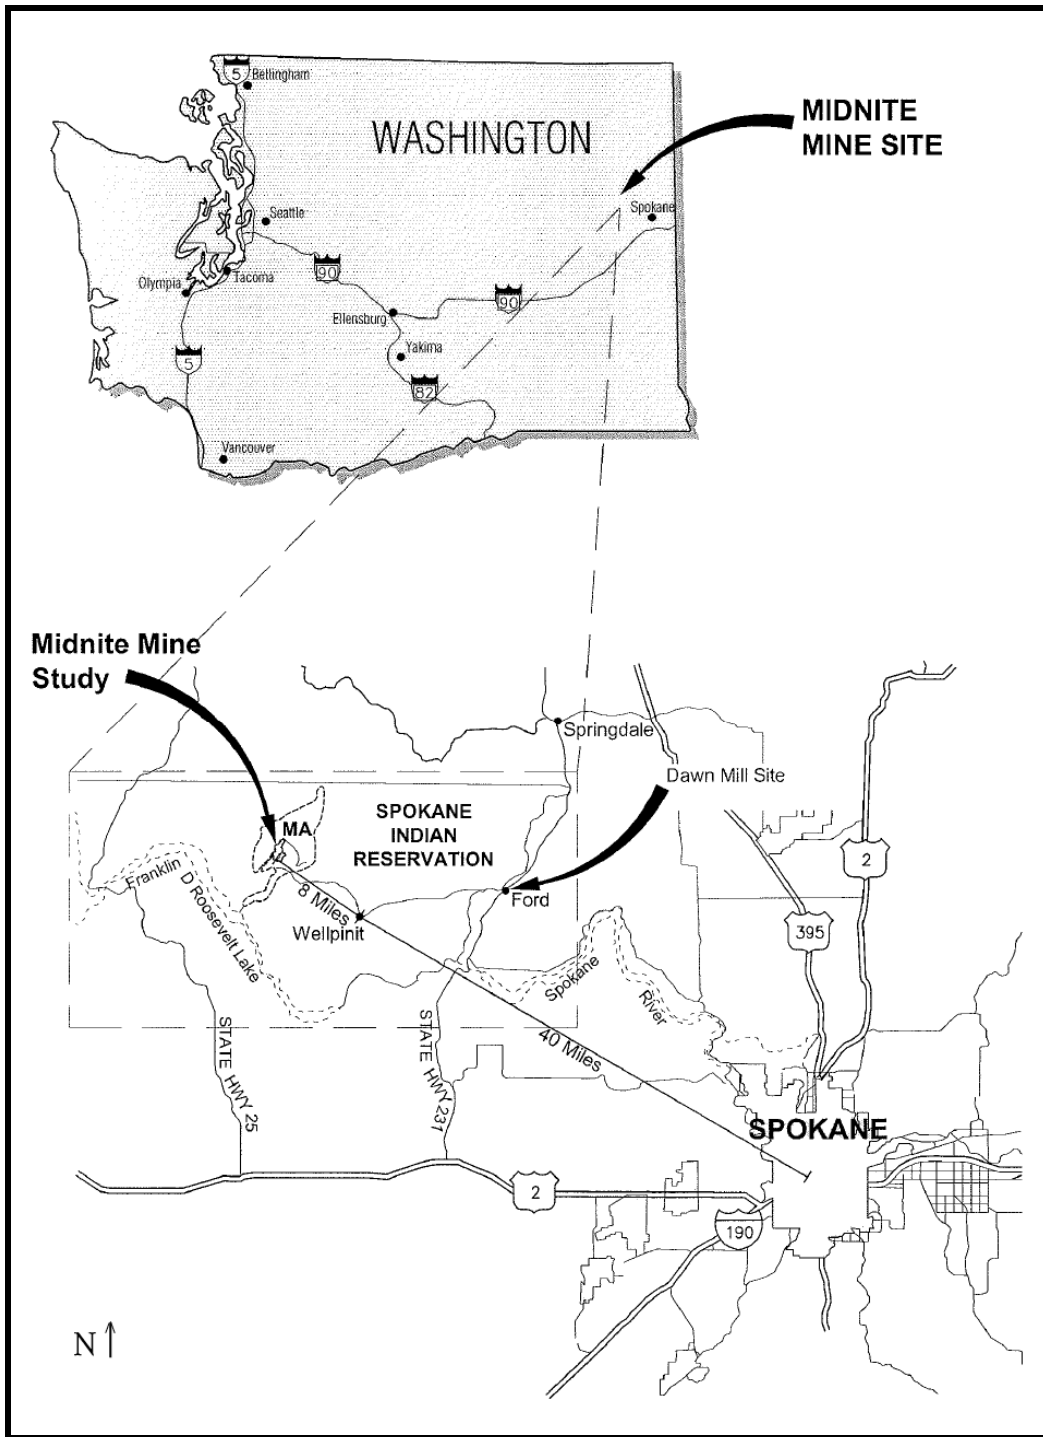 5
Bellingham
WASHINGTON
MIDNITE
MINE SITE
Seattle
Spokane
90
Tacoma
Olympia
90
Ellensburg
Yakima
5
82
Vancouver
Midnite Mine
Study
Springdale
Dawn Mill Site
MA
SPOKANE
INDIAN
RESERVATION
2
Franklin
D Roosevelt Lake
8 Miles
Ford
Wellpinit
395
Spokane
River
STATE HWY 25
STATE HWY 231
40 Miles
SPOKANE
2
190
N